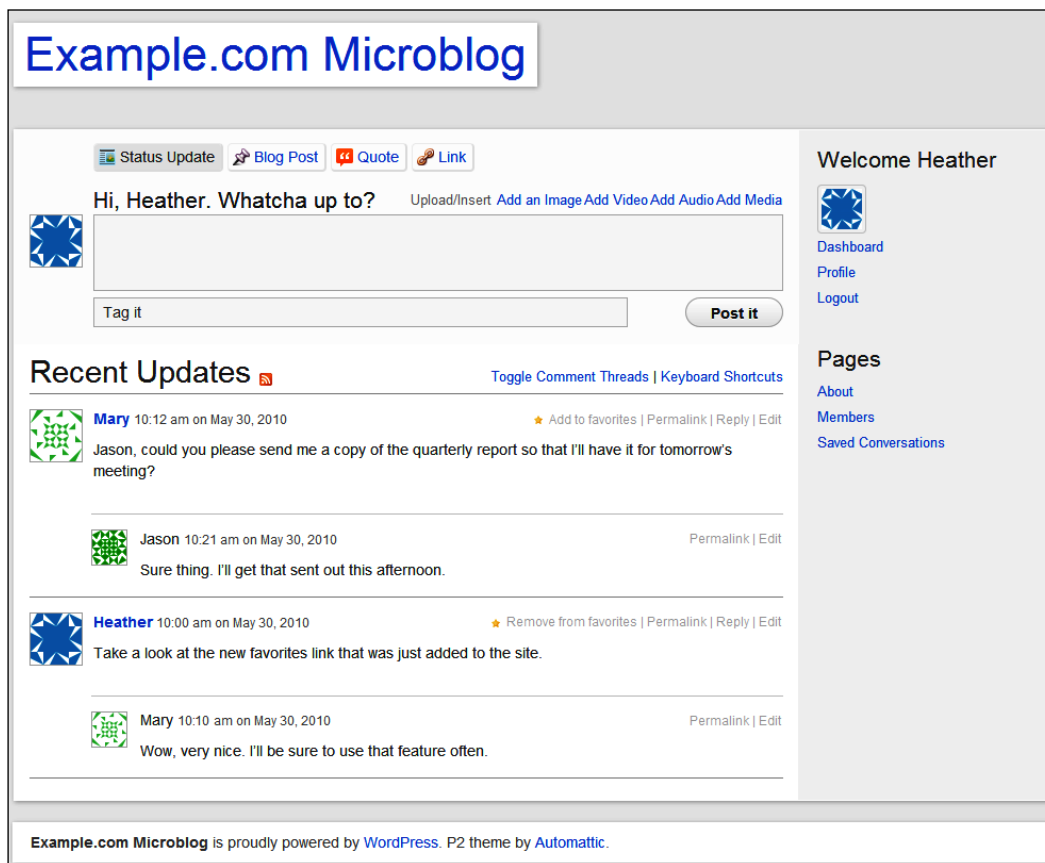 Example.com Microblog
Status Update Blog Post Quote Link
Hi, Heather. Whatcha up to? Upload/Insert Add an Image Add Video Add Audio Add Media
Tag it Post it
Recent Updates Toggle Comment Threads | Keyboard Shortcuts
Mary 10:12 am on May 30, 2010 Add to favorites | Permalink | Reply | Edit
Jason, could you please send me a copy of the quarterly report so that I'll have it for tomorrow's
meeting?
Jason 10:21 am on May 30, 2010 Permalink | Edit
Sure thing. I'll get that sent out this afternoon.
Heather 10:00 am on May 30, 2010 Remove from favorites | Permalink | Reply | Edit
Take a look at the new favorites link that was just added to the site.
Mary 10:10 am on May 30, 2010 Permalink | Edit
Wow, very nice. I'll be sure to use that feature often.
Welcome Heather
Dashboard
Profile
Logout
Pages
About
Members
Saved Conversations
Example.com Microblog is proudly powered by WordPress. P2 theme by Automattic.